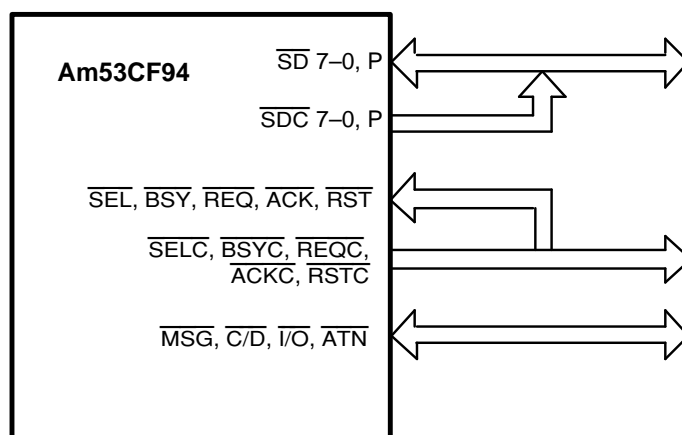 Am53CF94
SD 7–0, P
SDC 7–0, P
SEL, BSY, REQ, ACK, RST
SELC, BSYC, REQC,
ACKC, RSTC
MSG, C/D, I/O, ATN